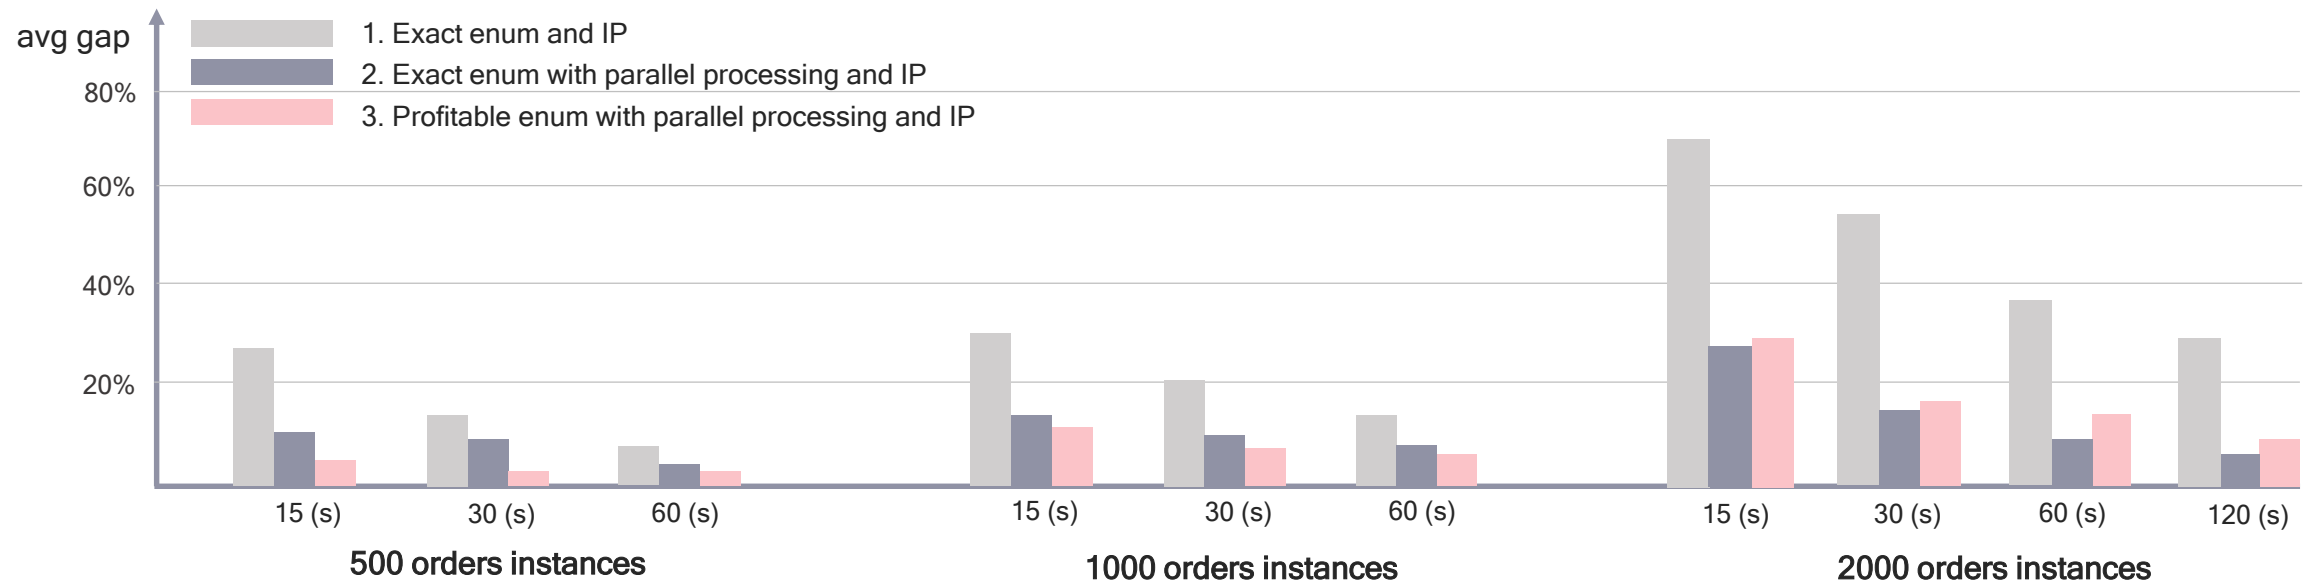 avg gap
1. Exact enum and IP
2. Exact enum with parallel processing and IP
3. Profitable enum with parallel processing and IP
80%
60%
40%
20%
15 (s) 30 (s) 60 (s) 15 (s) 30 (s) 60 (s) 15 (s) 30 (s) 60 (s) 120 (s)
500 orders instances 1000 orders instances 2000 orders instances